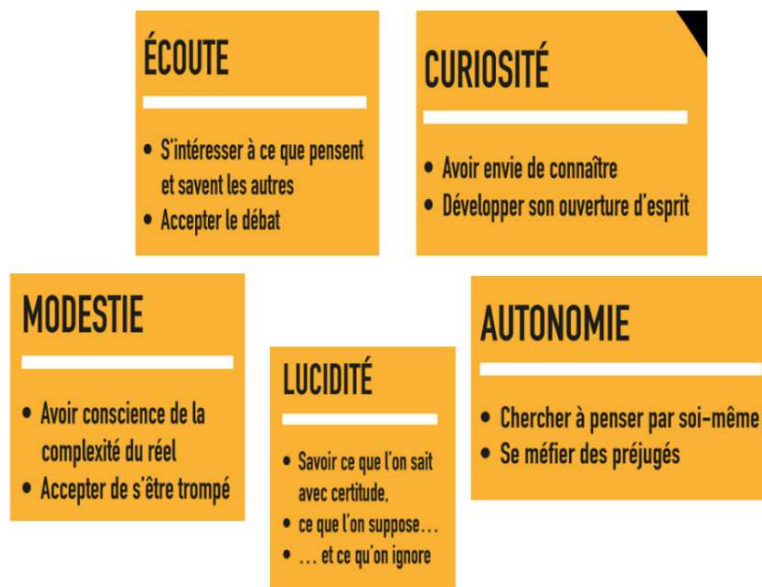 ÉCOUTE
• S'intéresser à ce que pensent
et savent les autres
• Accepter le débat
CURIOSITÉ
• Avoir envie de connaître
• Développer son ouverture d'esprit
MODESTIE
• Avoir conscience de la
complexité du réel
• Accepter de s'être trompé
LUCIDITÉ
• Savoir ce que l'on sait
avec certitude,
• ce que l'on suppose...
• ... et ce qu'on ignore
AUTONOMIE
• Chercher à penser par soi-même
• Se méfier des préjugés